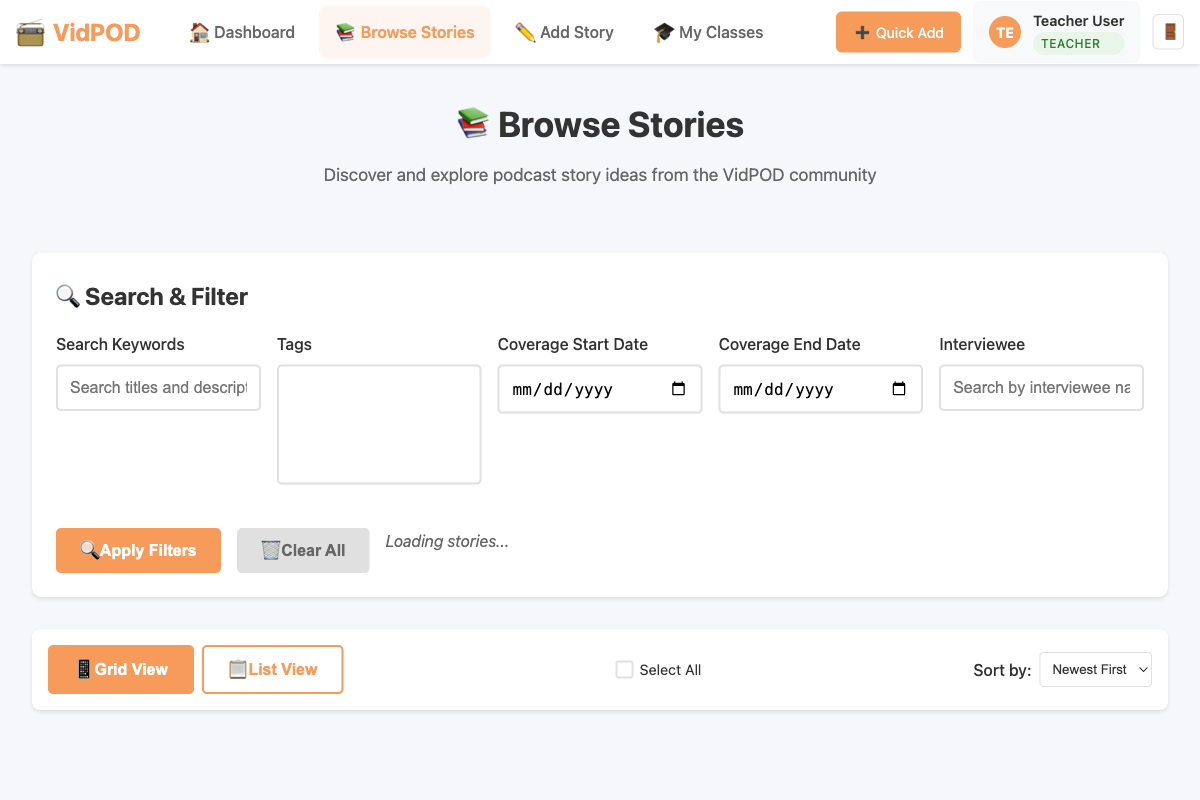 VidPOD
Dashboard
Browse Stories
Add Story
My Classes
Quick Add
TE
Teacher User
TEACHER
Browse Stories
Discover and explore podcast story ideas from the VidPOD community
Search & Filter
Search Keywords
Tags
Coverage Start Date
Coverage End Date
Interviewee
Search titles and descript
mm/dd/yyyy
mm/dd/yyyy
Search by interviewee na
Apply Filters
Clear All
Loading stories...
Grid View
List View
Select All
Sort by:
Newest First